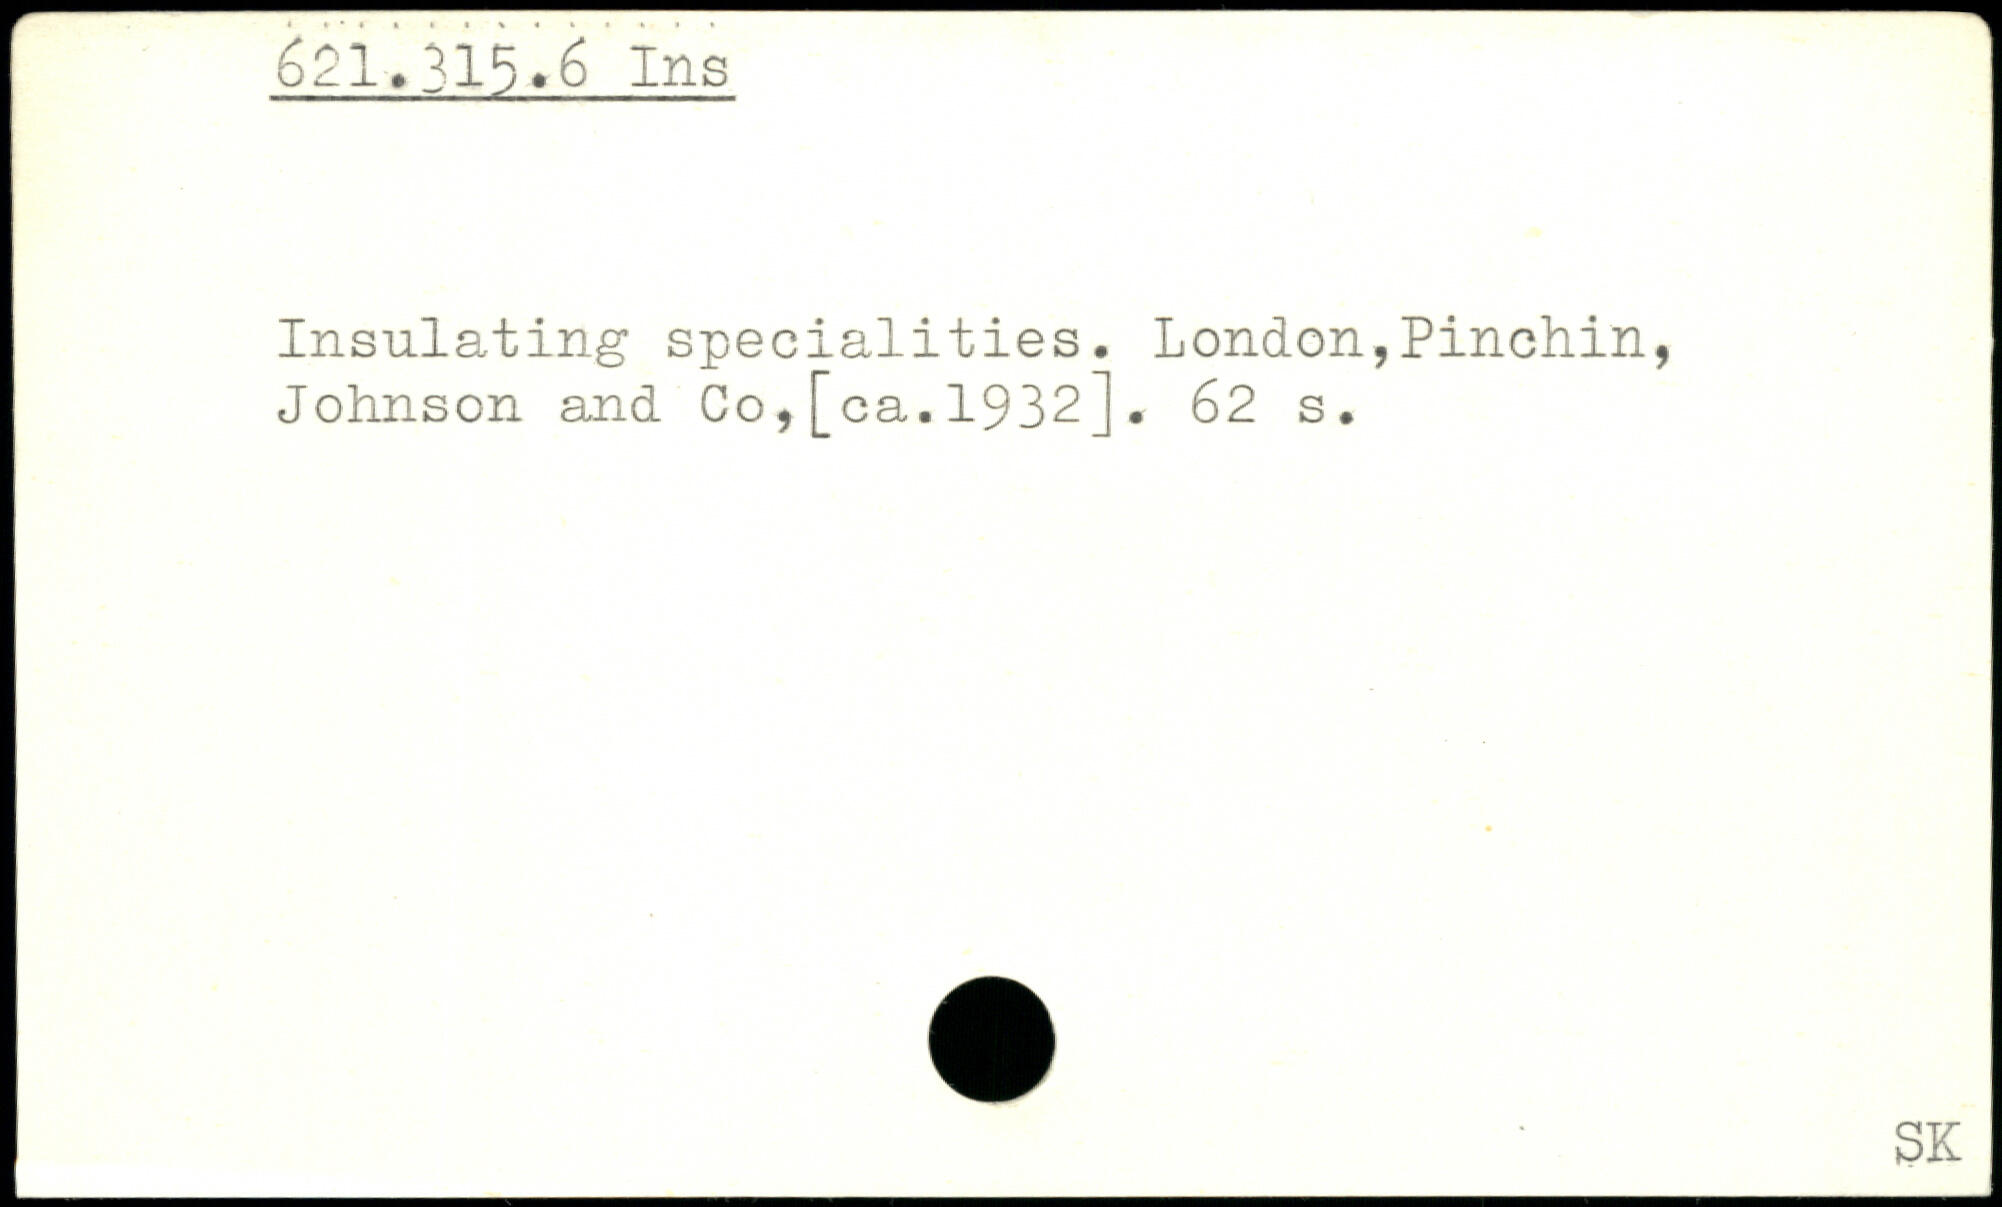 621.315.6 Ins
Insulating specialities. London,Pinchin,
Johnson and Co,[ca.1932]. 62 s.
SK